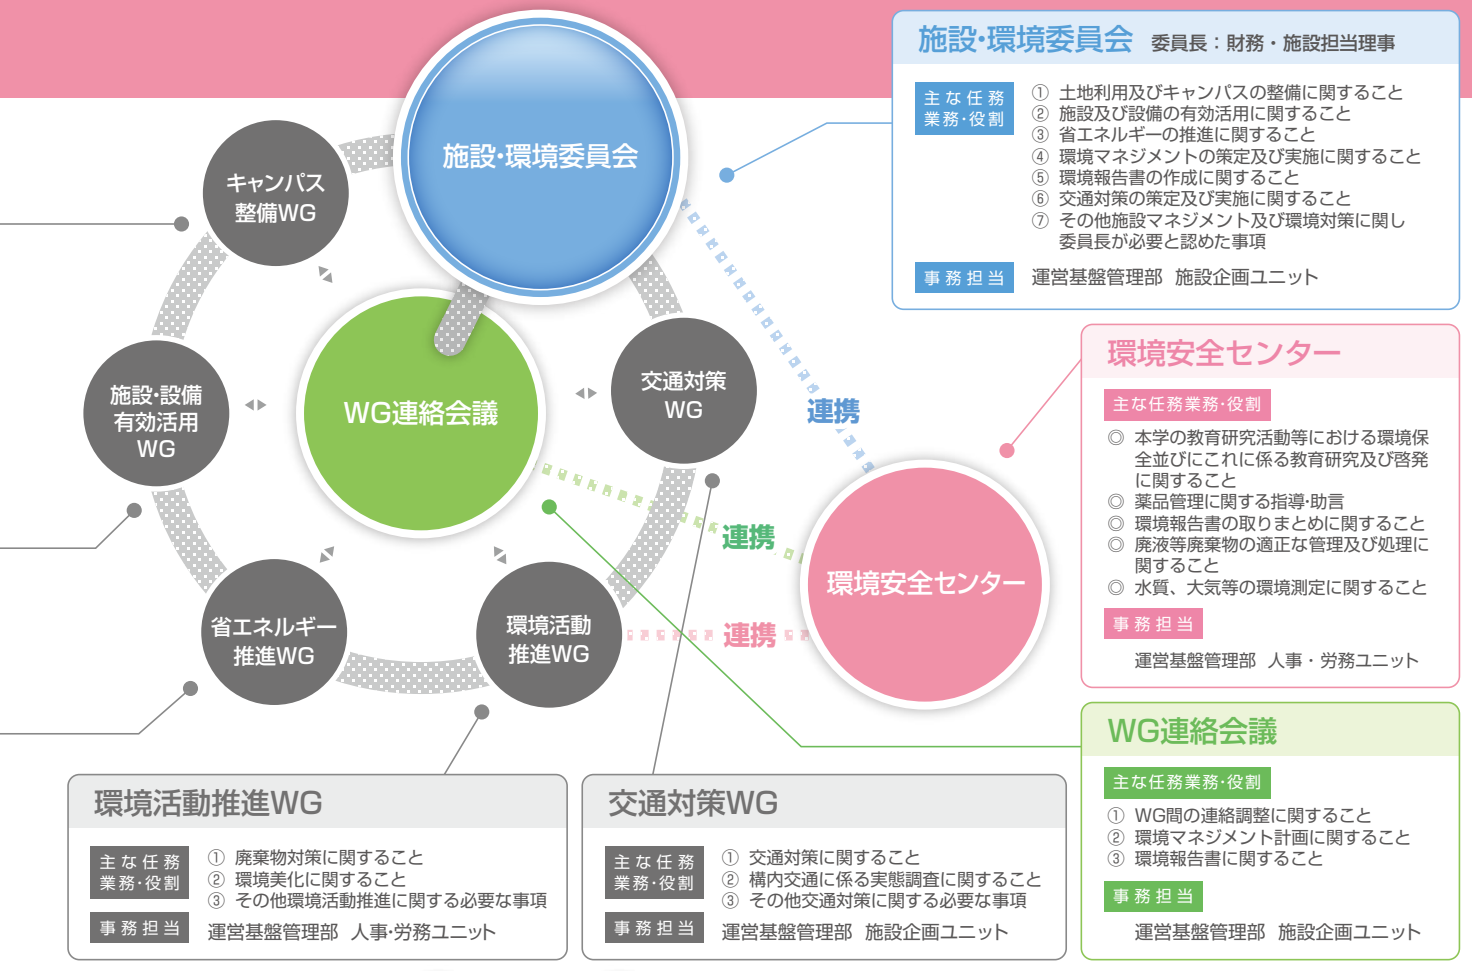 施設・環境委員会
キャンパス
整備WG
施設・設備
有効活用
WG
WG連絡会議
交通対策
WG
省エネルギー
推進WG
環境活動
推進WG
連携
連携
連携
環境安全センター
施設・環境委員会 委員長：財務・施設担当理事
主な任務
業務・役割
① 土地利用及びキャンパスの整備に関すること
② 施設及び設備の有効活用に関すること
③ 省エネルギーの推進に関すること
④ 環境マネジメントの策定及び実施に関すること
⑤ 環境報告書の作成に関すること
⑥ 交通対策の策定及び実施に関すること
⑦ その他施設マネジメント及び環境対策に関し
委員長が必要と認めた事項
事務担当 運営基盤管理部 施設企画ユニット
環境安全センター
主な任務業務・役割
◎ 本学の教育研究活動等における環境保
全並びにこれに係る教育研究及び啓発
に関すること
◎ 薬品管理に関する指導・助言
◎ 環境報告書の取りまとめに関すること
◎ 廃液等廃棄物の適正な管理及び処理に
関すること
◎ 水質、大気等の環境測定に関すること
事務担当
運営基盤管理部 人事・労務ユニット
WG連絡会議
主な任務業務・役割
① WG間の連絡調整に関すること
② 環境マネジメント計画に関すること
③ 環境報告書に関すること
事務担当
運営基盤管理部 施設企画ユニット
環境活動推進WG
主な任務
業務・役割
① 廃棄物対策に関すること
② 環境美化に関すること
③ その他環境活動推進に関する必要な事項
事務担当 運営基盤管理部 人事・労務ユニット
交通対策WG
主な任務
業務・役割
① 交通対策に関すること
② 構内交通に係る実態調査に関すること
③ その他交通対策に関する必要な事項
事務担当 運営基盤管理部 施設企画ユニット